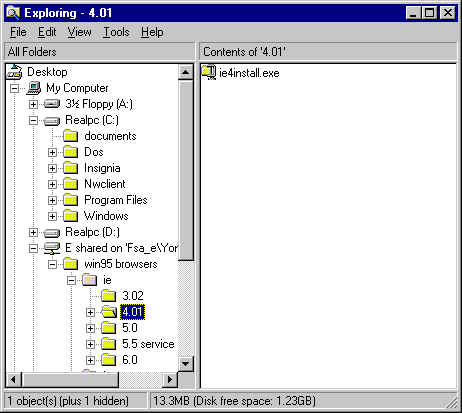 Exploring - 4.01
File Edit View Tools Help
All Folders
Contents of '4.01'
Desktop
My Computer
3½ Floppy (A:)
Realpc (C:)
documents
Dos
Insignia
Nwclient
Program Files
Windows
Realpc (D:)
E shared on 'Fsa_e\Yor
win95 browsers
ie
3.02
4.01
5.0
5.5 service
6.0
ie4install.exe
1 object(s) (plus 1 hidden)
13.3MB (Disk free space: 1.23GB)